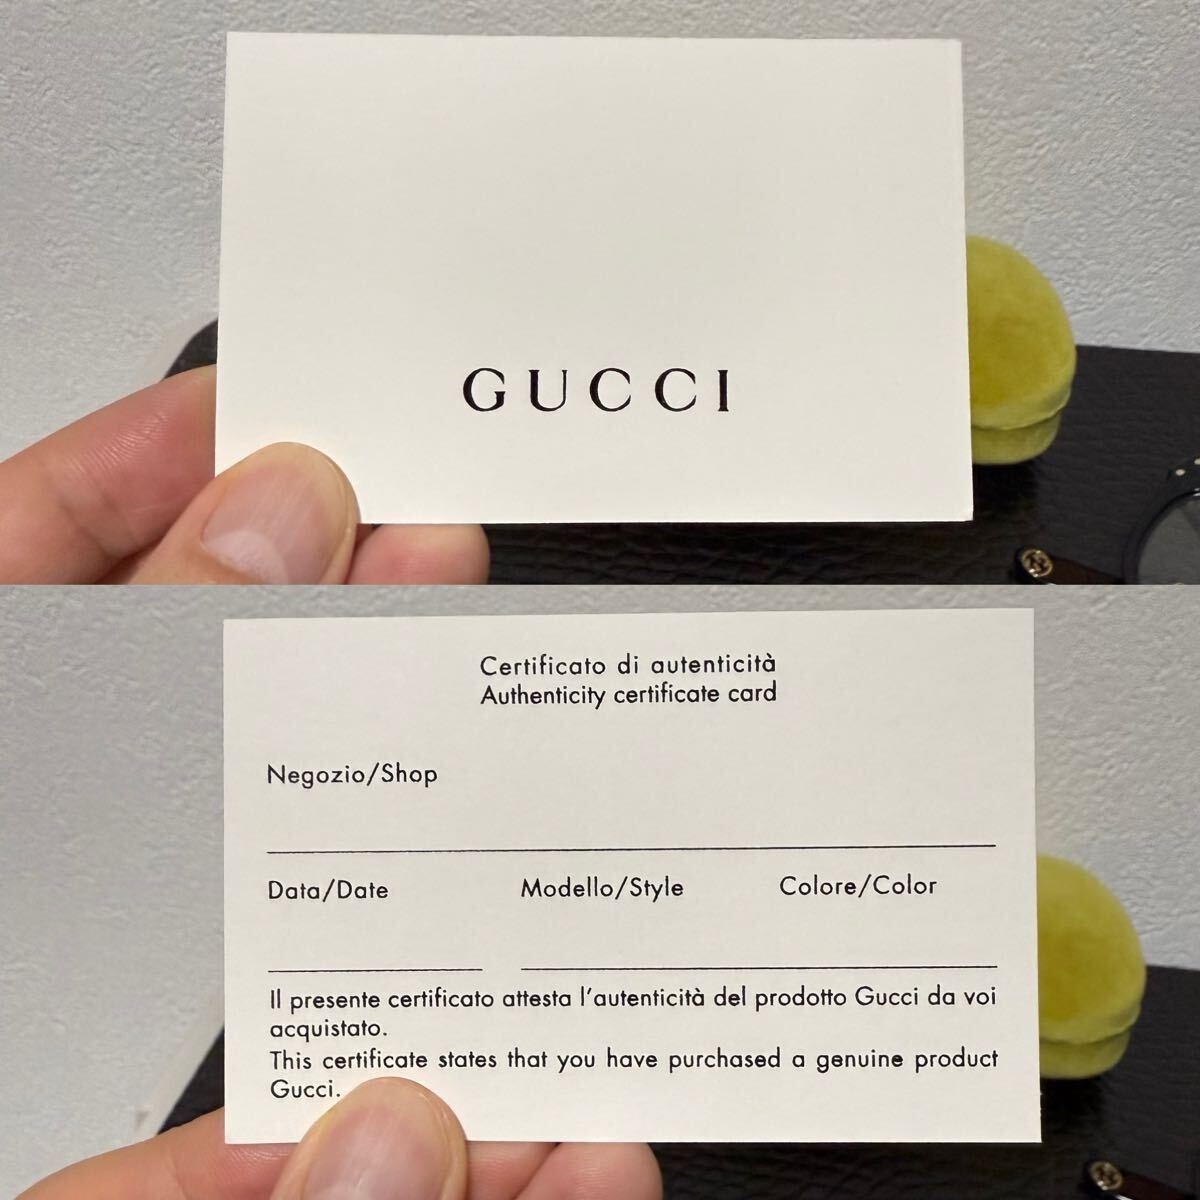 GUCCI
Certificato di autenticità
Authenticity certificate card
Negozio/Shop
Data/Date Modello/Style Colore/Color
Il presente certificato attesta l'autenticità del prodotto Gucci da voi
acquistato.
This certificate states that you have purchased a genuine product
Gucci.